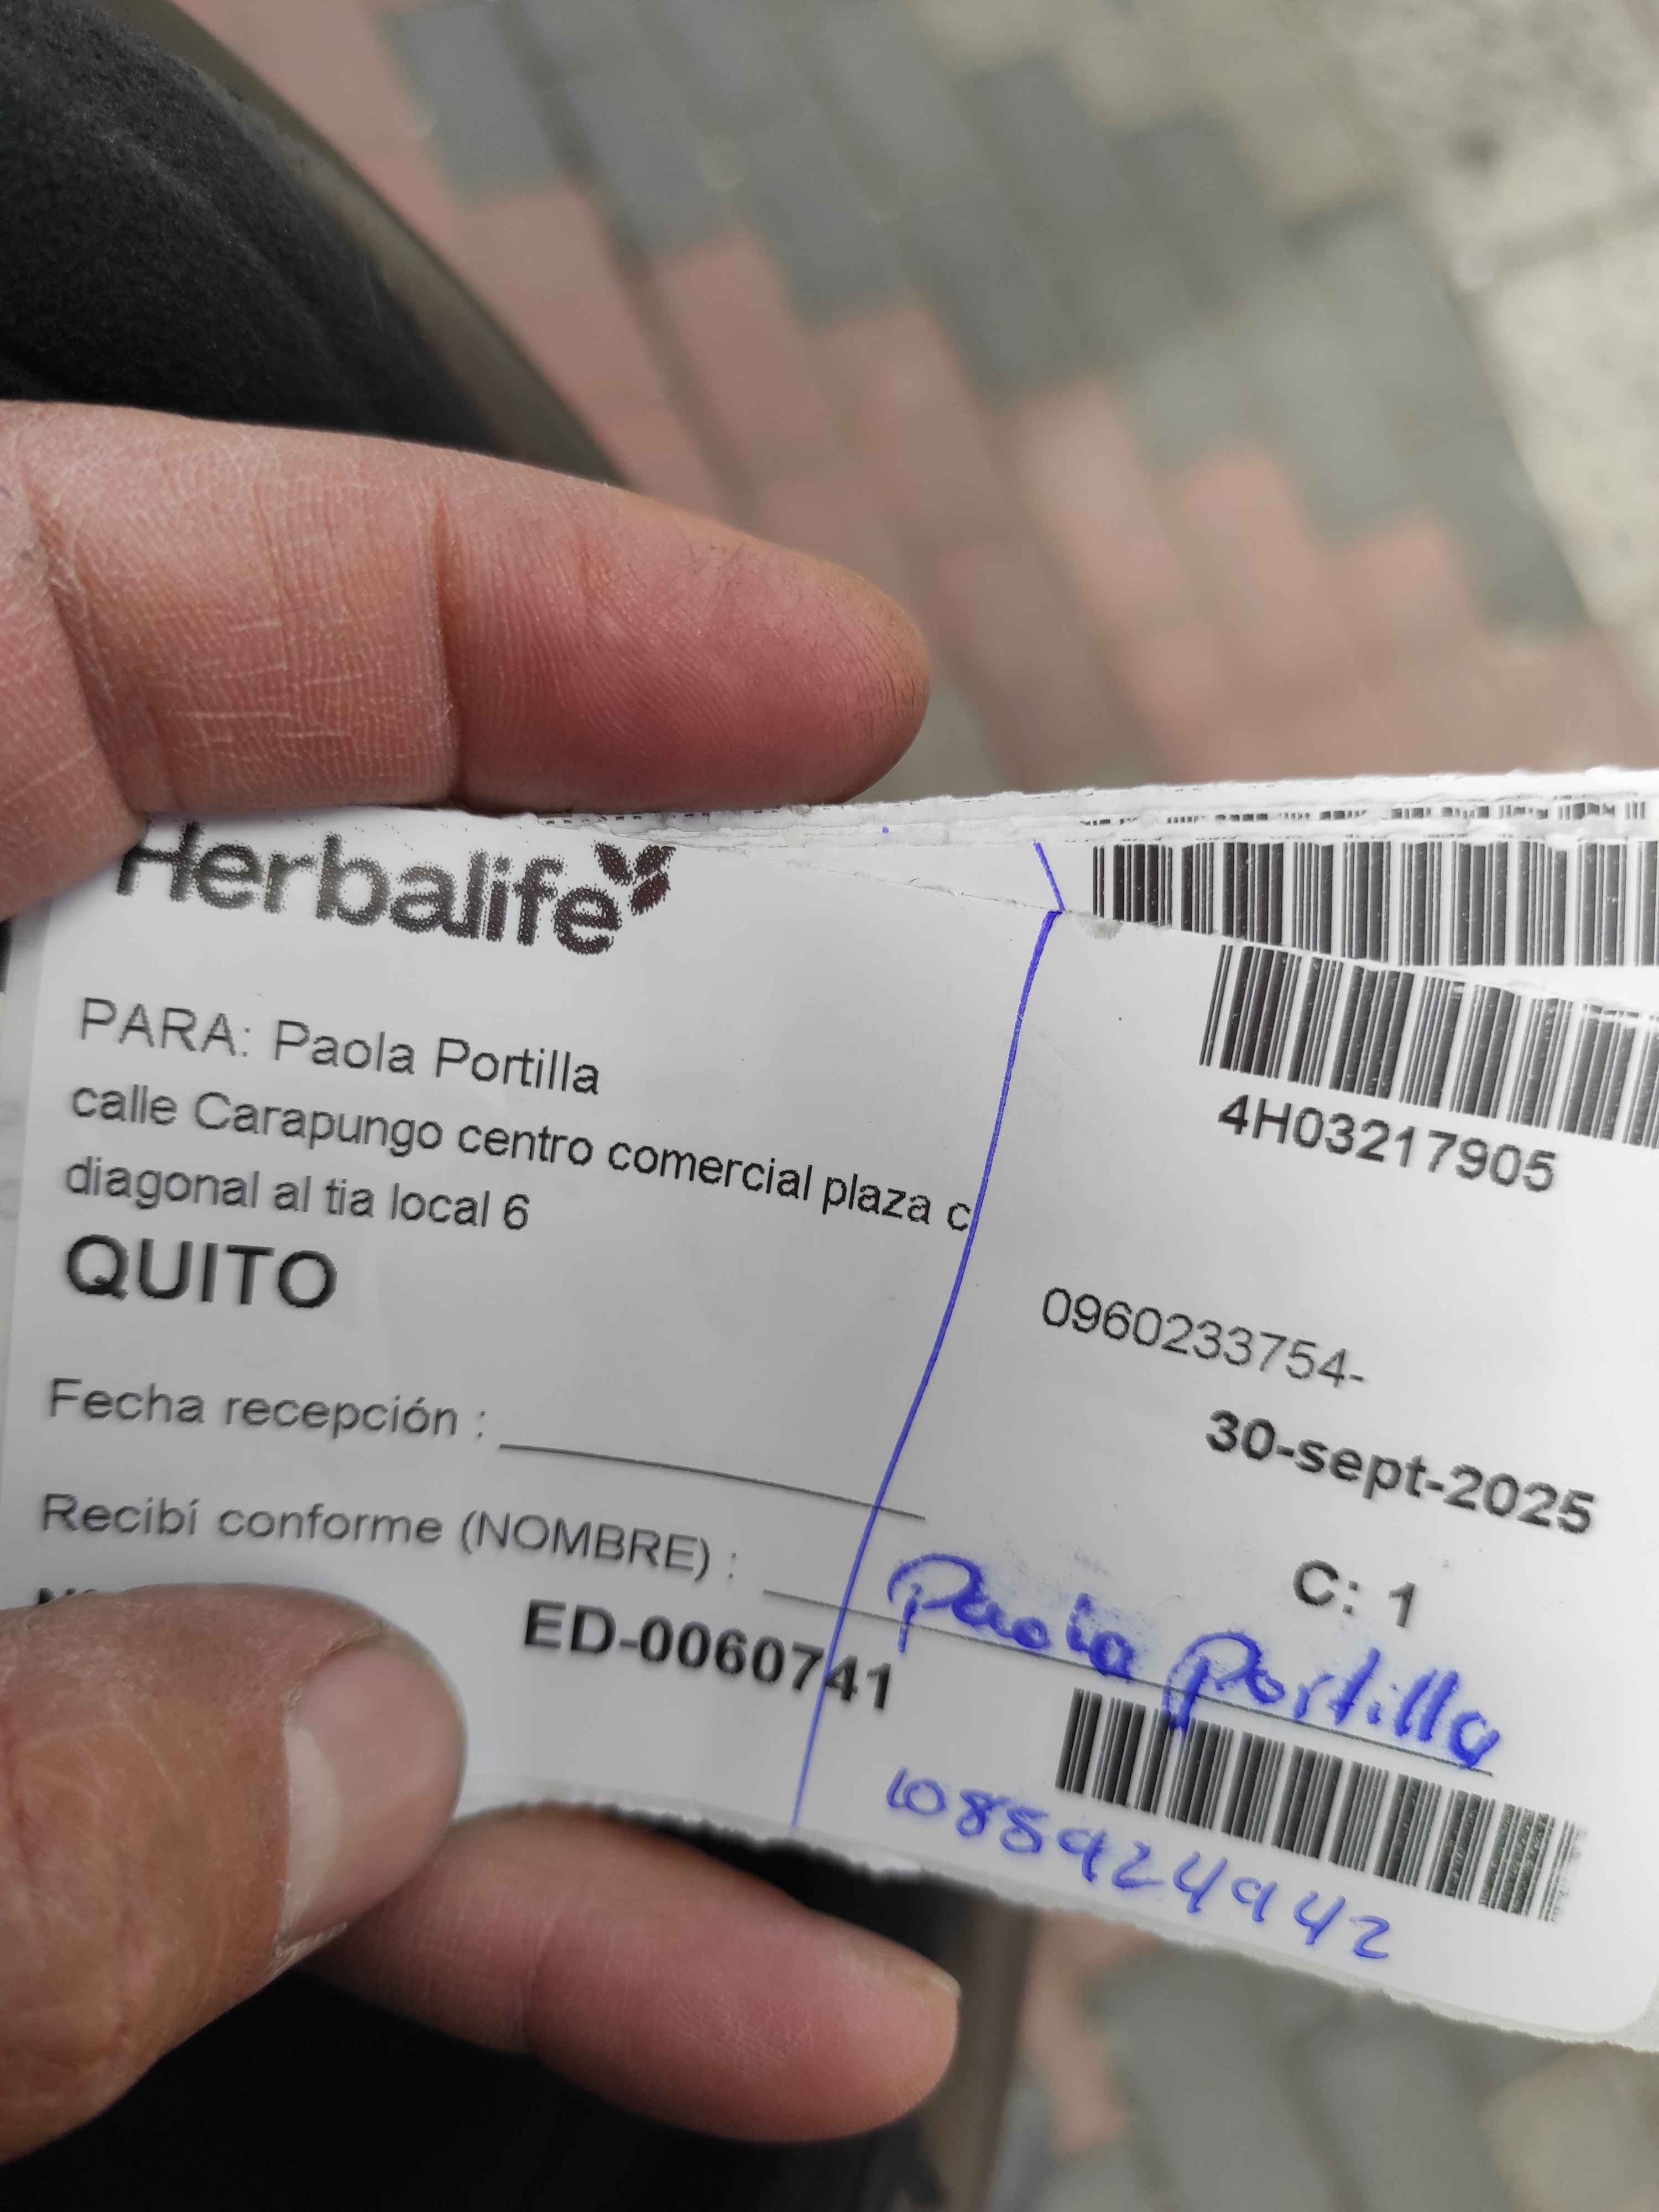 Herbalife
PARA: Paola Portilla
calle Carapungo centro comercial plaza c
diagonal al tia local 6
QUITO
4H03217905
0960233754-
30-sept-2025
Fecha recepción :
C: 1
Recibí conforme (NOMBRE) :
Paola Portilla
ED-0060741
1085924942